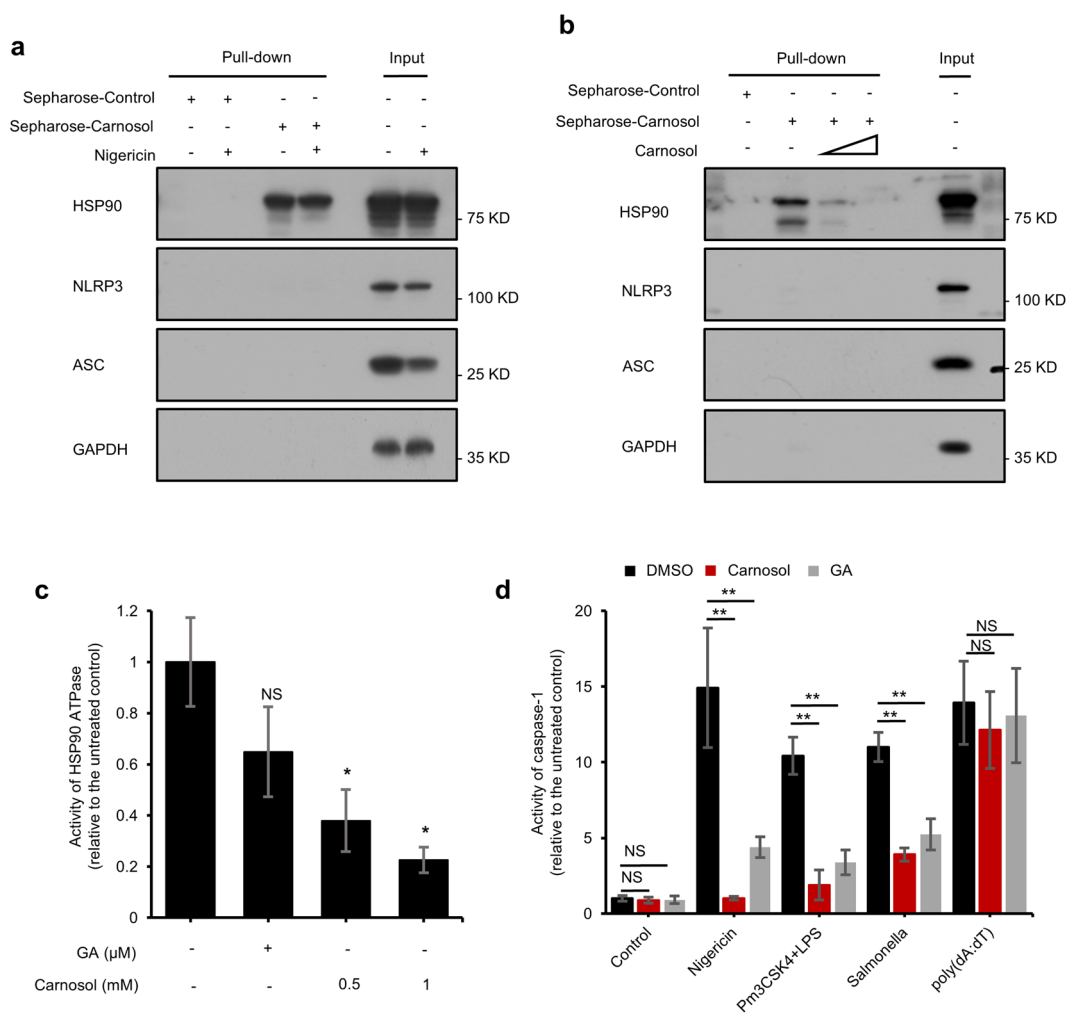 a
Pull-down Input
Sepharose-Control + + - - - -
Sepharose-Carnosol - - + + - -
Nigericin - + - + - +
HSP90
- 75 KD
NLRP3
- 100 KD
ASC
- 25 KD
GAPDH
- 35 KD
b
Pull-down Input
Sepharose-Control + - - - -
Sepharose-Carnosol - + + + -
Carnosol - - -
HSP90
- 75 KD
NLRP3
- 100 KD
ASC
- 25 KD
GAPDH
- 35 KD
c
Activity of HSP90 ATPase
(relative to the untreated control)
1.2
1
0.8
0.6
0.4
0.2
0
NS
*
*
GA (μM) - + - -
Carnosol (mM) - - 0.5 1
d
DMSO Carnosol GA
Activity of caspase-1
(relative to the untreated control)
20
15
10
5
0
NS
NS
**
**
**
**
**
**
NS
NS
Control
Nigericin
Pm3CSK4+LPS
Salmonella
poly(dA:dT)